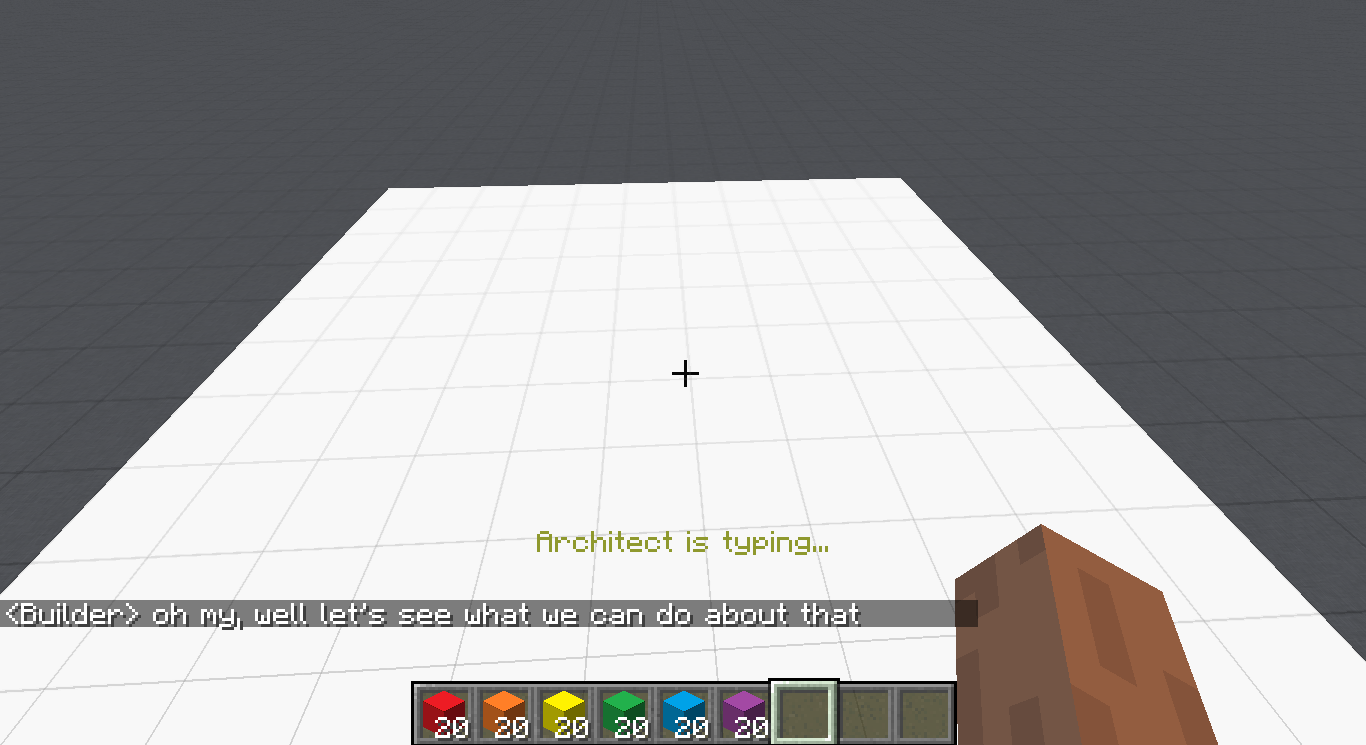 Architect is typing...
<Builder> oh my, well let's see what we can do about that
20 20 20 20 20 20